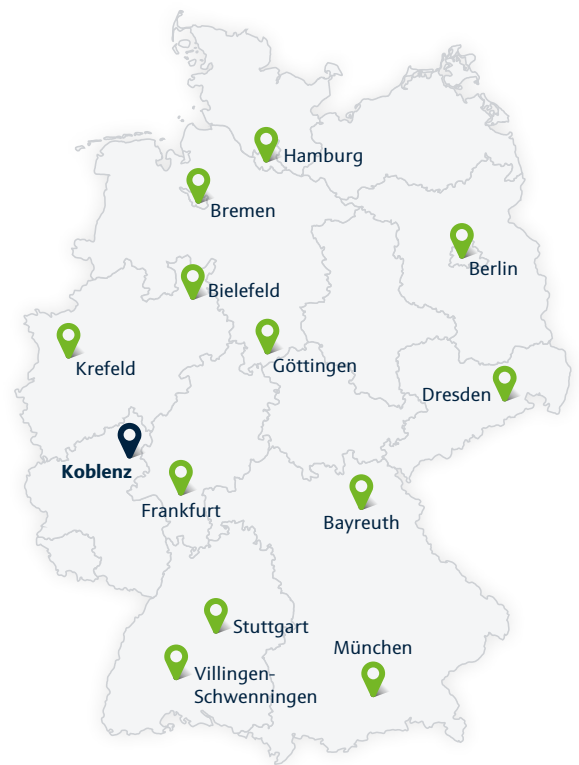 Hamburg
Bremen
Berlin
Bielefeld
Göttingen
Krefeld
Dresden
Koblenz
Frankfurt
Bayreuth
Stuttgart
München
Villingen-
Schwenningen